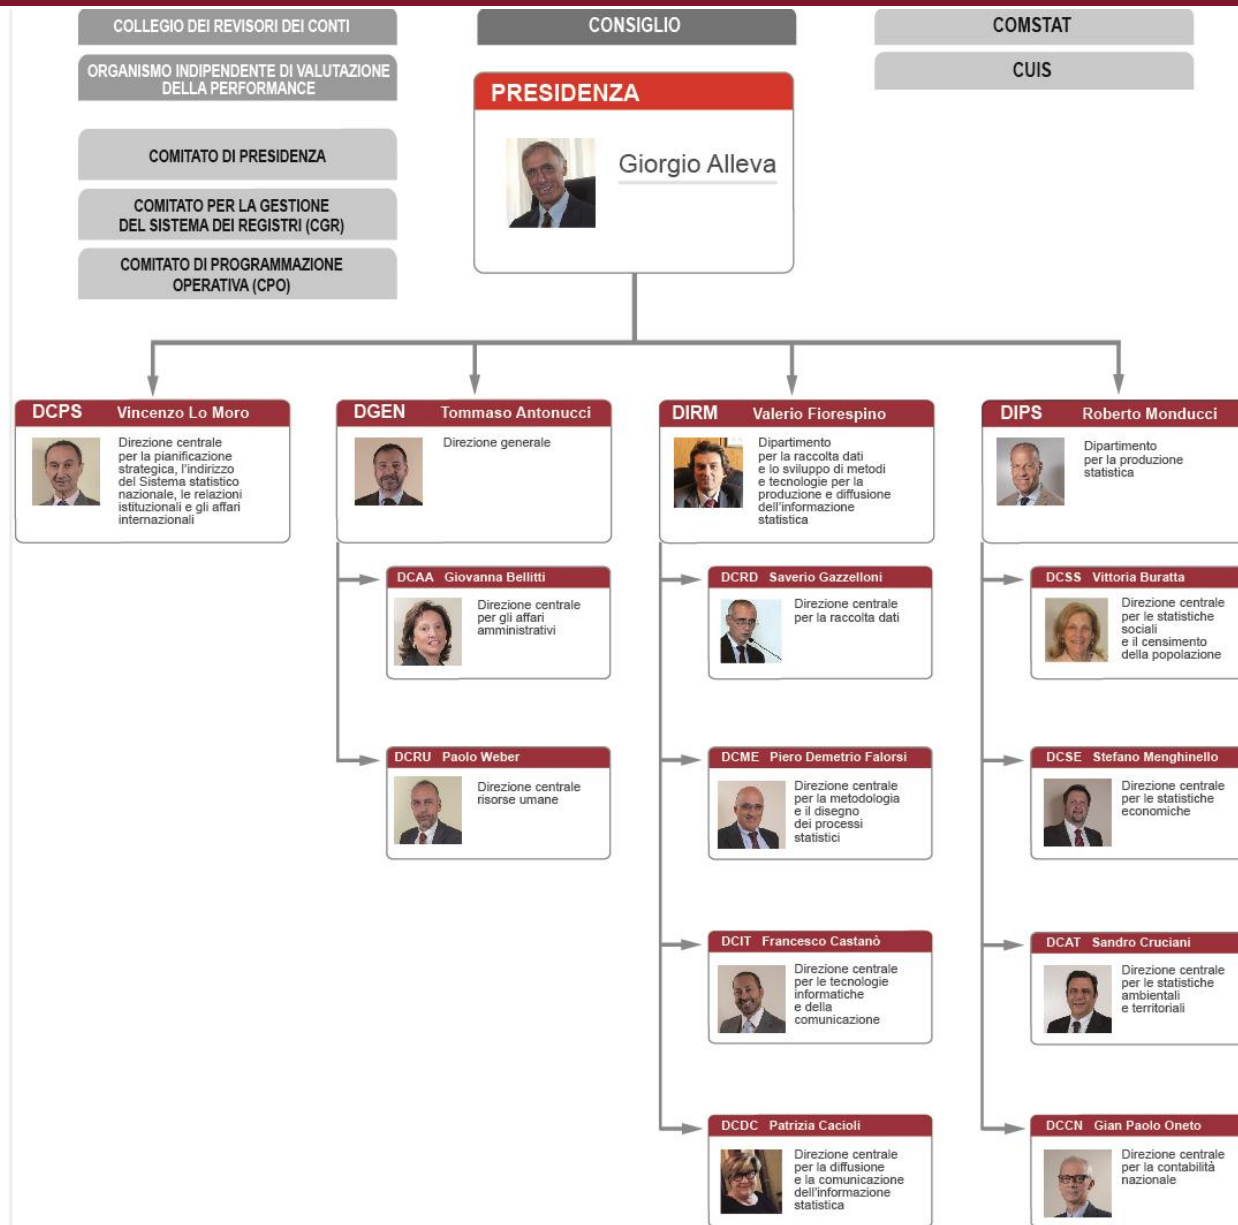 COLLEGIO DEI REVISORI DEI CONTI
ORGANISMO INDIPENDENTE DI VALUTAZIONE
DELLA PERFORMANCE
COMITATO DI PRESIDENZA
COMITATO PER LA GESTIONE
DEL SISTEMA DEI REGISTRI (CGR)
COMITATO DI PROGRAMMAZIONE
OPERATIVA (CPO)
CONSIGLIO
COMSTAT
CUIS
PRESIDENZA
Giorgio Alleva
DCPS Vincenzo Lo Moro
Direzione centrale
per la pianificazione
strategica, l'indirizzo
del Sistema statistico
nazionale, le relazioni
istituzionali e gli affari
internazionali
DGEN Tommaso Antonucci
Direzione generale
DCAA Giovanna Bellitti
Direzione centrale
per gli affari
amministrativi
DCRU Paolo Weber
Direzione centrale
risorse umane
DIRM Valerio Fiorespino
Dipartimento
per la raccolta dati
e lo sviluppo di metodi
e tecnologie per la
produzione e diffusione
dell'informazione
statistica
DCRD Saverio Gazzelloni
Direzione centrale
per la raccolta dati
DCME Piero Demetrio Falorsi
Direzione centrale
per la metodologia
e il disegno
dei processi
statistici
DCIT Francesco Castanò
Direzione centrale
per le tecnologie
informatiche
e della
comunicazione
DCDC Patrizia Cacioli
Direzione centrale
per la diffusione
e la comunicazione
dell'informazione
statistica
DIPS Roberto Monducci
Dipartimento
per la produzione
statistica
DCSS Vittoria Buratta
Direzione centrale
per le statistiche
sociali
e il censimento
della popolazione
DCSE Stefano Menghinello
Direzione centrale
per le statistiche
economiche
DCAT Sandro Cruciani
Direzione centrale
per le statistiche
ambientali
e territoriali
DCCN Gian Paolo Oneto
Direzione centrale
per la contabilità
nazionale